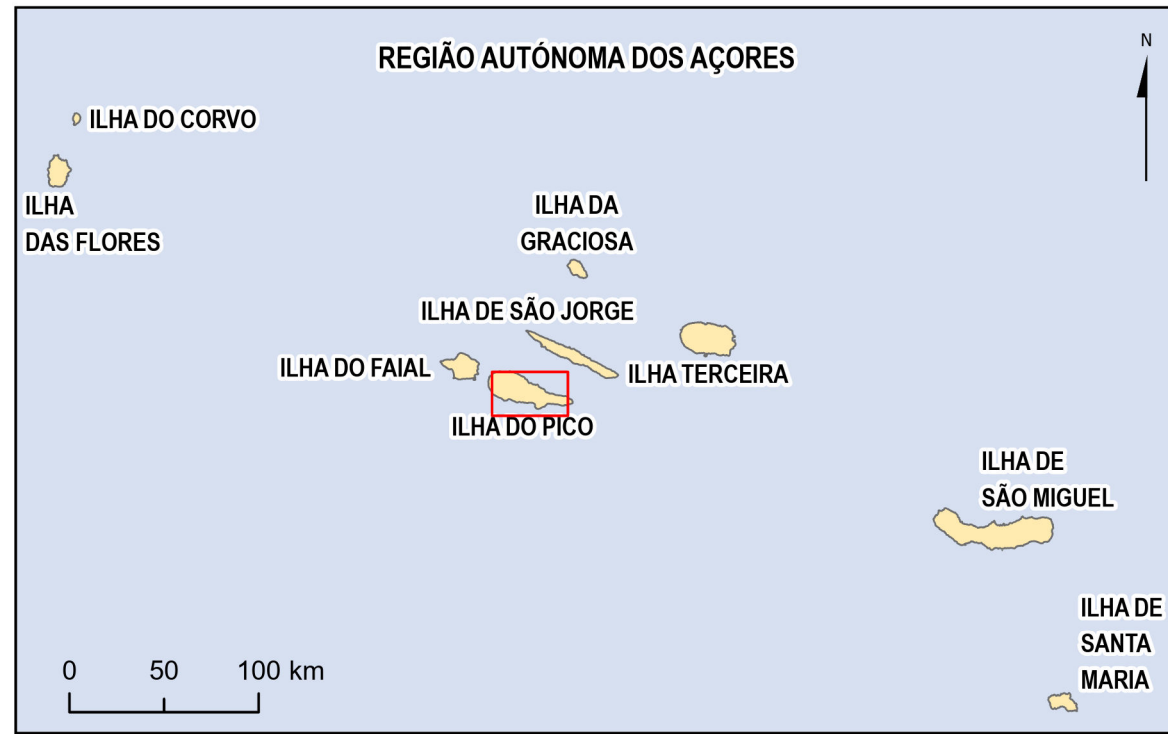 REGIÃO AUTÓNOMA DOS AÇORES
N
ILHA DO CORVO
ILHA
DAS FLORES
ILHA DA
GRACIOSA
ILHA DE SÃO JORGE
ILHA DO FAIAL
ILHA TERCEIRA
ILHA DO PICO
ILHA DE
SÃO MIGUEL
ILHA DE
SANTA
MARIA
0 50 100 km